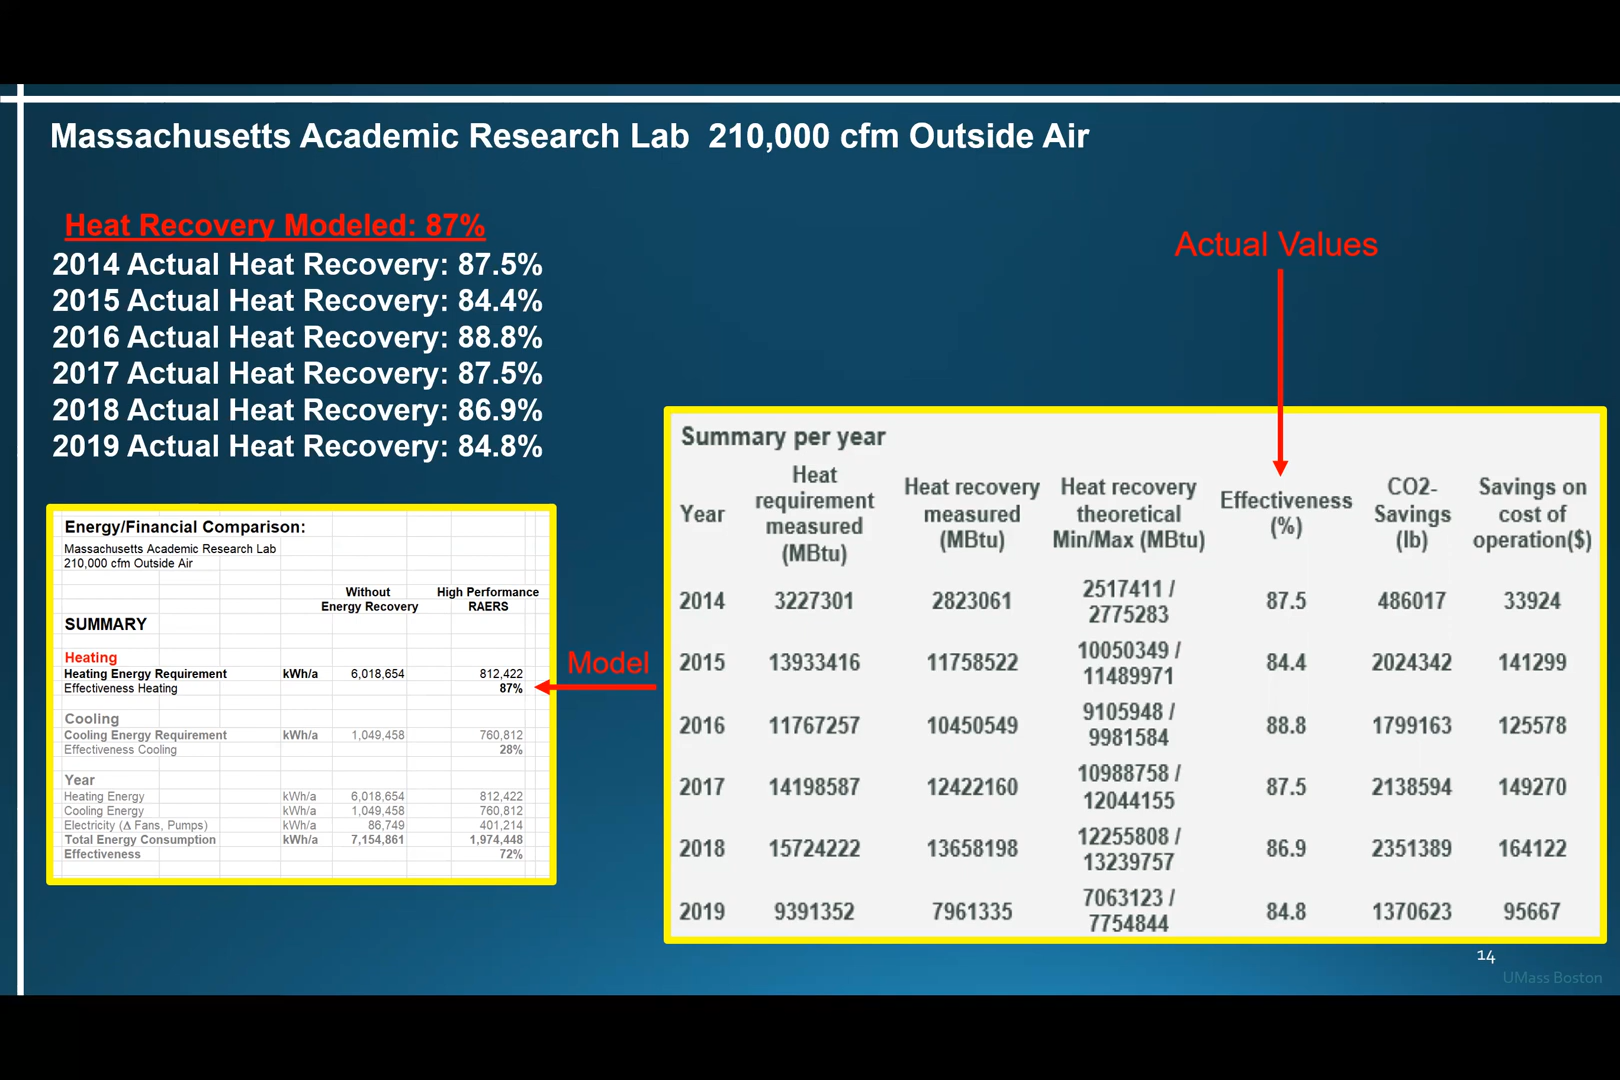 Massachusetts Academic Research Lab  210,000 cfm Outside Air
Heat Recovery Modeled: 87%
2014 Actual Heat Recovery: 87.5%
2015 Actual Heat Recovery: 84.4%
2016 Actual Heat Recovery: 88.8%
2017 Actual Heat Recovery: 87.5%
2018 Actual Heat Recovery: 86.9%
2019 Actual Heat Recovery: 84.8%
Energy/Financial Comparison:
Massachusetts Academic Research Lab
210,000 cfm Outside Air
Without High Performance
Energy Recovery RAERS
SUMMARY
Heating
Heating Energy Requirement kWh/a 6,018,654 812,422
Effectiveness Heating 87%
Cooling
Cooling Energy Requirement kWh/a 1,049,458 760,812
Effectiveness Cooling 28%
Year
Heating Energy kWh/a 6,018,654 812,422
Cooling Energy kWh/a 1,049,458 760,812
Electricity (Δ Fans, Pumps) kWh/a 86,749 401,214
Total Energy Consumption kWh/a 7,154,861 1,974,448
Effectiveness 72%
Model
Actual Values
Summary per year
Year Heat requirement measured (MBtu) Heat recovery measured (MBtu) Heat recovery theoretical Min/Max (MBtu) Effectiveness (%) CO2-Savings (lb) Savings on cost of operation($)
2014 3227301 2823061 2517411 / 2775283 87.5 486017 33924
2015 13933416 11758522 10050349 / 11489971 84.4 2024342 141299
2016 11767257 10450549 9105948 / 9981584 88.8 1799163 125578
2017 14198587 12422160 10988758 / 12044155 87.5 2138594 149270
2018 15724222 13658198 12255808 / 13239757 86.9 2351389 164122
2019 9391352 7961335 7063123 / 7754844 84.8 1370623 95667
14
UMass Boston